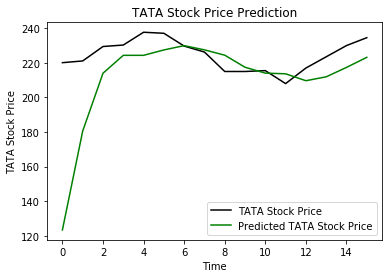 TATA Stock Price Prediction
240
220
200
180
160
140
120
TATA Stock Price
TATA Stock Price
Predicted TATA Stock Price
0 2 4 6 8 10 12 14
Time